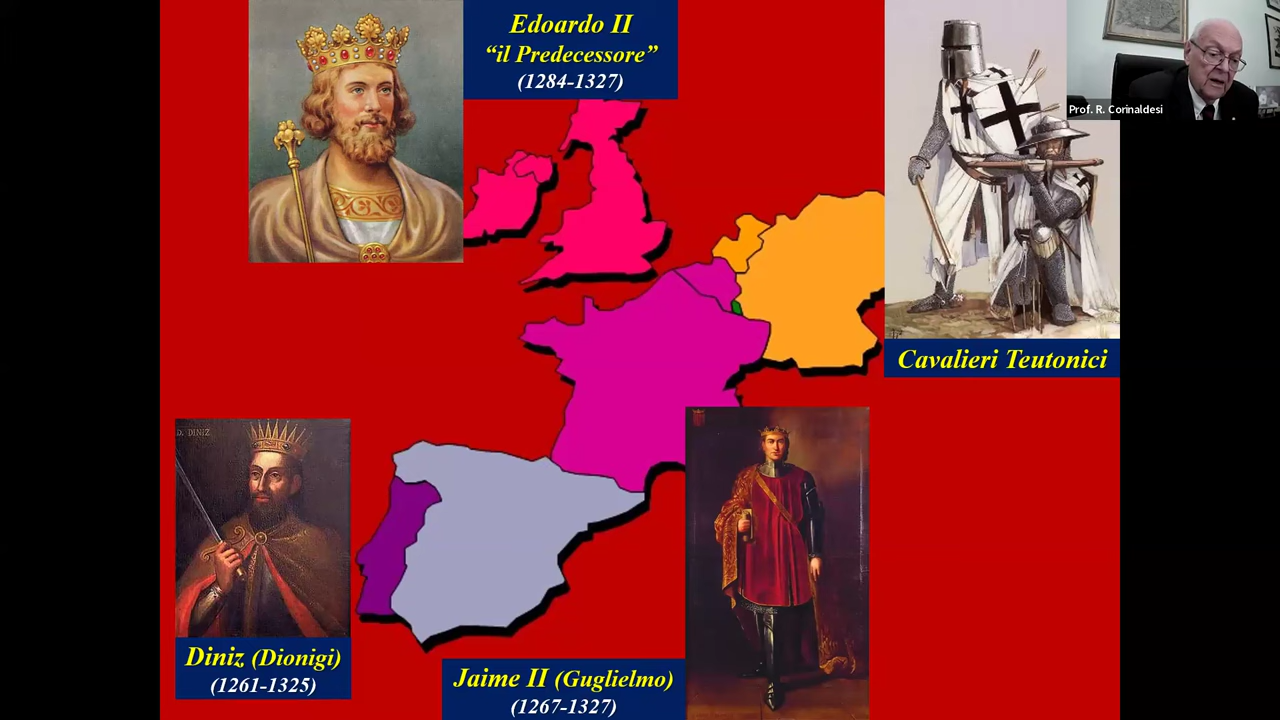 Edoardo II
“il Predecessore”
(1284-1327)
Prof. R. Corinaldesi
Cavalieri Teutonici
D. DINIZ
Diniz (Dionigi)
(1261-1325)
Jaime II (Guglielmo)
(1267-1327)